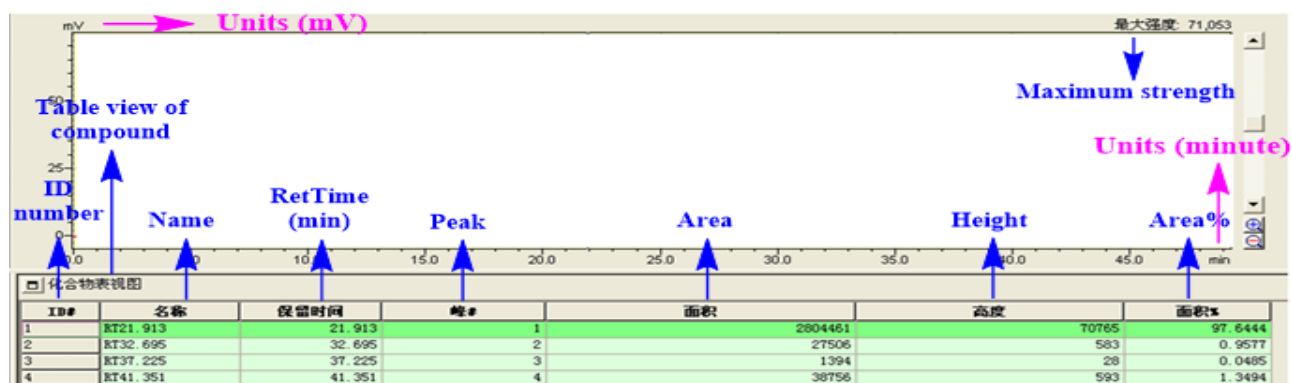 mV Units (mV) 最大强度: 71,053
Maximum strength
50
Table view of
compound
Units (minute)
25
ID
number
Name
RetTime
(min)
Peak
Area
Height
Area%
0
0.0 10.0 15.0 20.0 25.0 30.0 35.0 40.0 45.0 min
化合物表视图
ID# 名称 保留时间 峰# 面积 高度 面积%
1 RT21.913 21.913 1 2804461 70765 97.6444
2 RT32.695 32.695 2 27506 583 0.9577
3 RT37.225 37.225 3 1394 28 0.0485
4 RT41.351 41.351 4 38756 593 1.3494